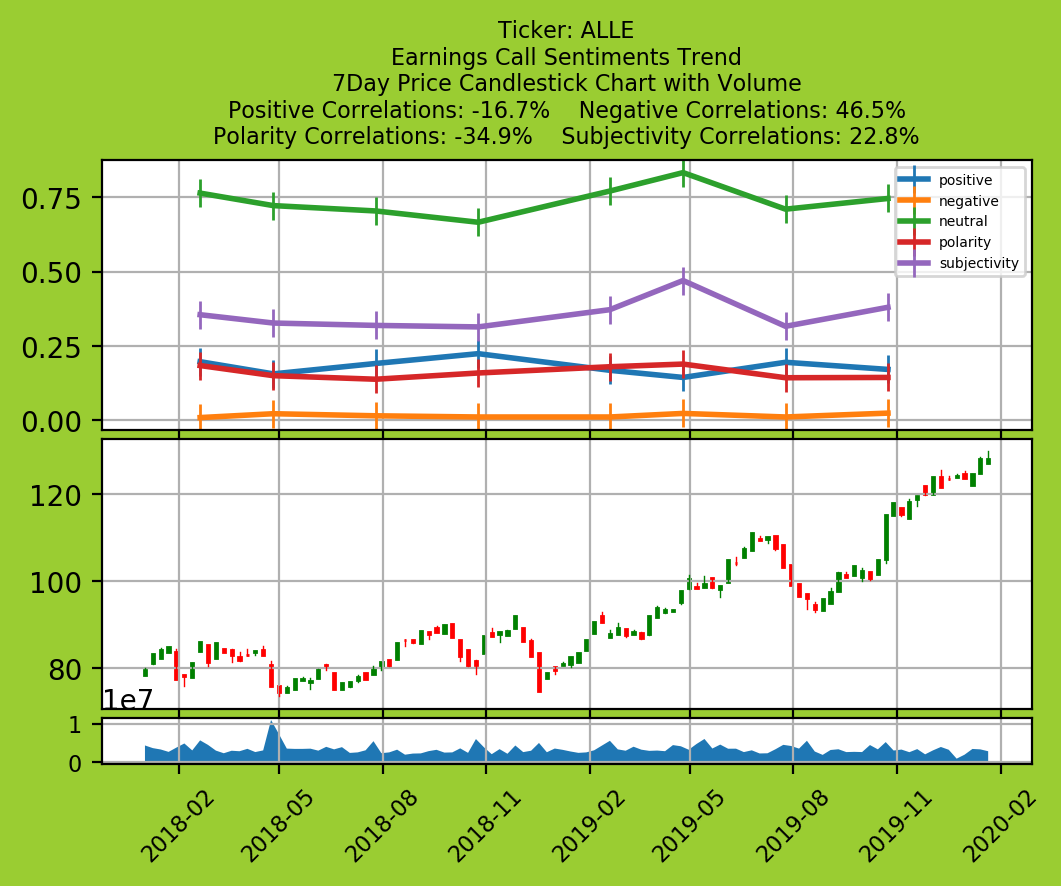 Ticker: ALLE
Earnings Call Sentiments Trend
7Day Price Candlestick Chart with Volume
Positive Correlations: -16.7%    Negative Correlations: 46.5%
Polarity Correlations: -34.9%    Subjectivity Correlations: 22.8%
0.75
0.50
0.25
0.00
positive
negative
neutral
polarity
subjectivity
120
100
80
1e7
1
0
2018-02
2018-05
2018-08
2018-11
2019-02
2019-05
2019-08
2019-11
2020-02